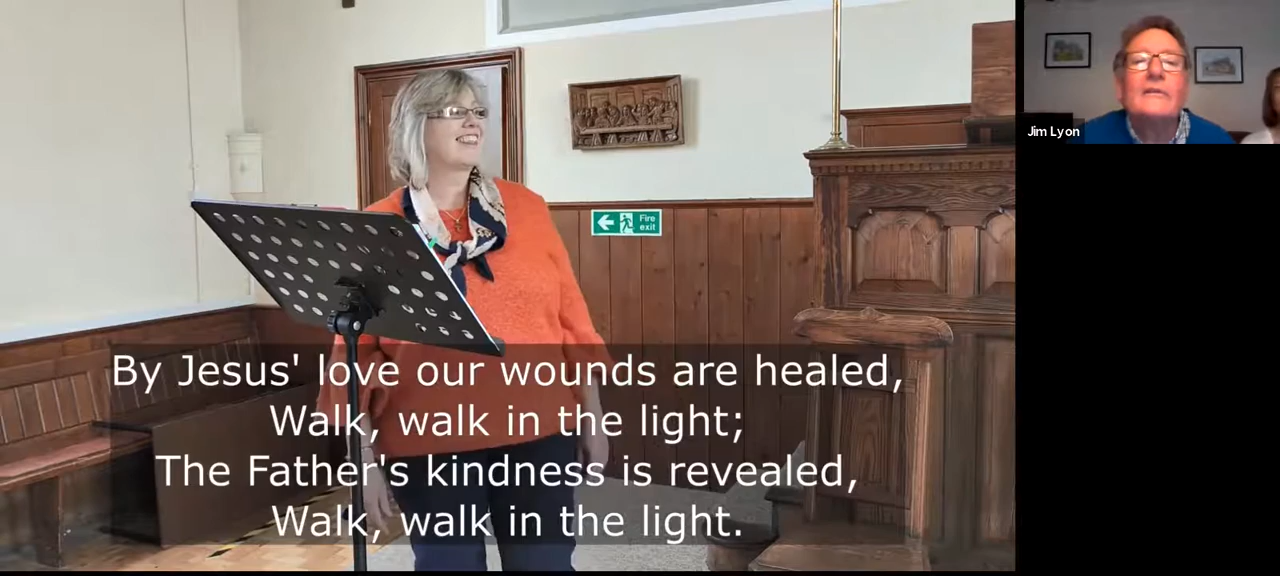 Jim Lyon
Fire
exit
By Jesus' love our wounds are healed,
Walk, walk in the light;
The Father's kindness is revealed,
Walk, walk in the light.